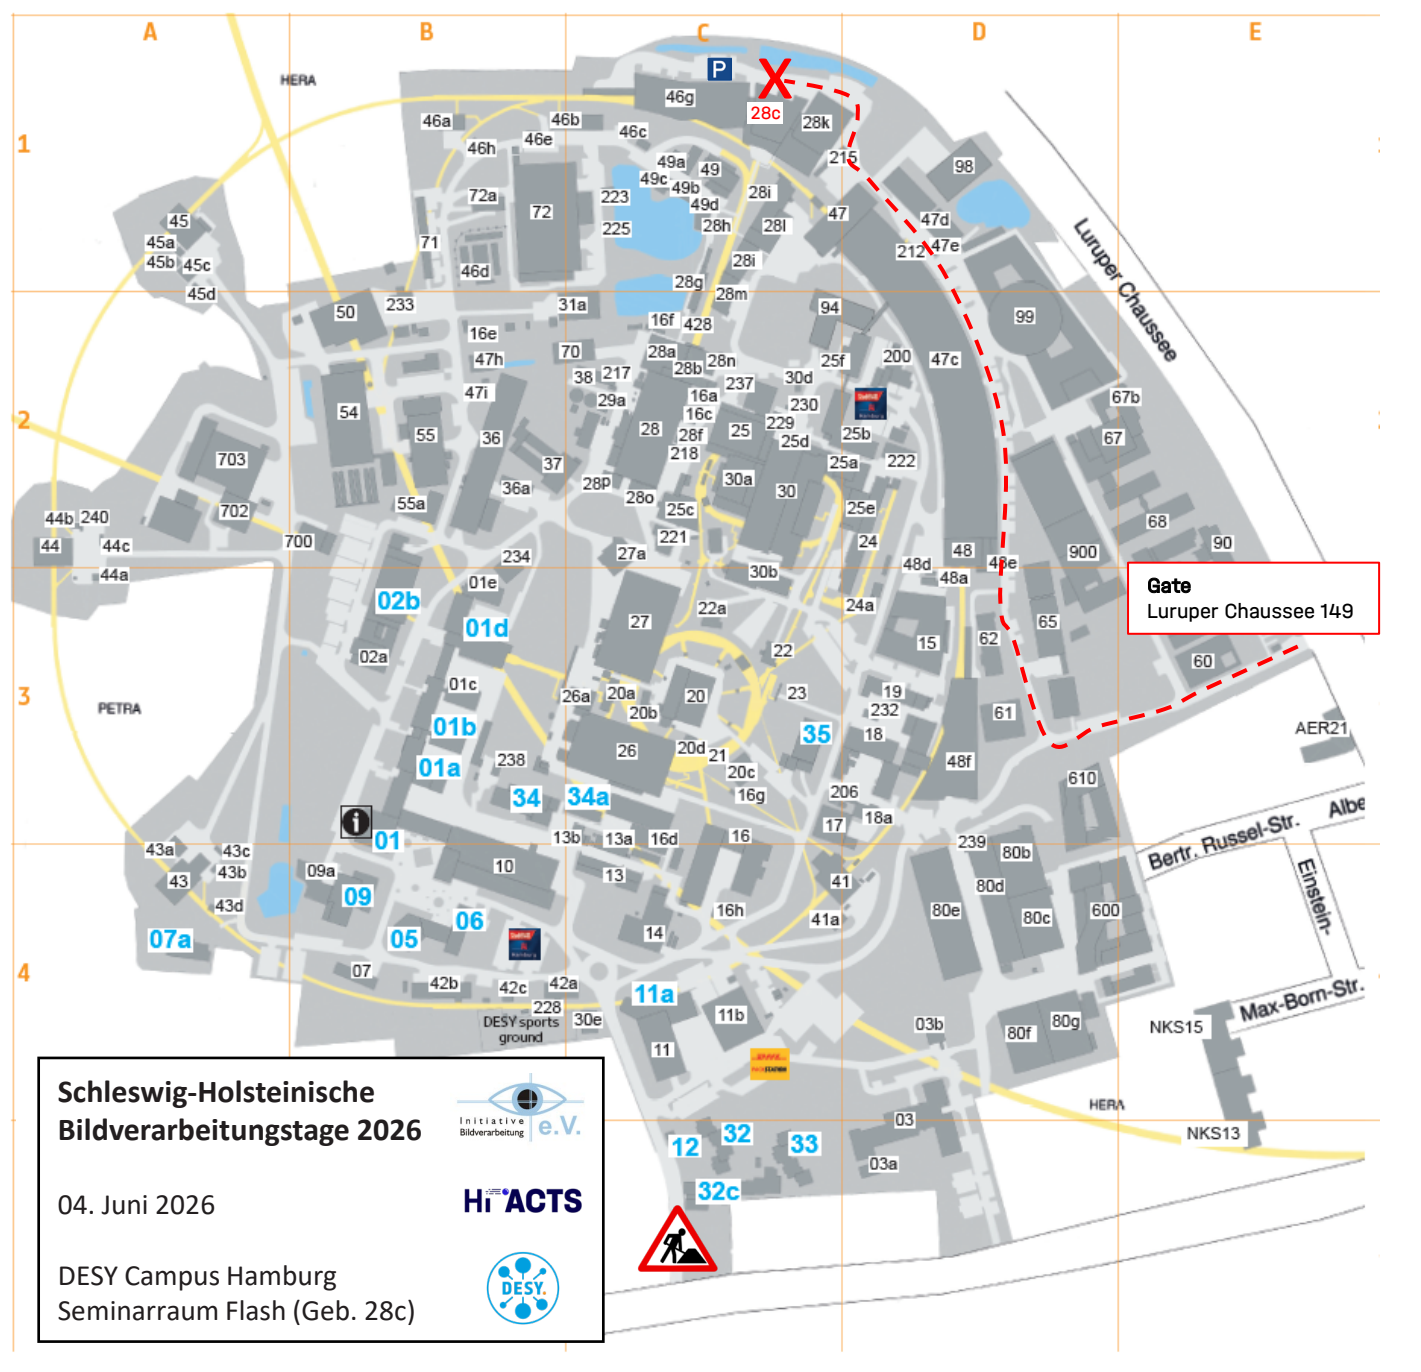 A
B
C
D
E
HERA
P
46g
28c
28k
46a
46b
46c
46e
46h
1
215
98
49a
49
49c
49b
49d
72a
223
28i
72
225
28h
28l
47
47d
45
45a
45b
45c
45d
71
46d
212
47e
28i
Luruper Chaussee
28g
28m
50
233
31a
94
99
16e
16f
428
47h
70
28a
28n
25f
200
47c
28b
38
217
237
30d
47i
29a
16a
230
67b
54
16c
229
2
55
36
28
28f
25
25d
25b
67
218
703
37
25a
222
36a
28p
30a
30
28o
55a
702
25c
25e
44b
240
68
700
221
24
90
44
44c
234
27a
48
900
48d
48e
44a
01e
30b
48a
Gate
Luruper Chaussee 149
02b
22a
24a
01d
27
65
15
62
02a
22
60
01c
3
26a
20a
20
23
19
PETRA
20b
232
61
01b
35
18
AER21
26
20d
21
01a
238
20c
48f
610
34
34a
16g
206
Albe
i
18a
17
Bertr. Russel-Str.
01
13b
13a
16d
16
239
43a
43c
80b
09a
10
43b
13
43
41
80d
Einstein-
09
43d
16h
80e
80c
600
06
41a
07a
05
14
4
07
42b
42c
42a
11a
Max-Born-Str.
228
11b
DESY sports
ground
30e
03b
80f
80g
NKS15
11
HERA
03
NKS13
12
32
33
03a
32c
Schleswig-Holsteinische
Bildverarbeitungstage 2026
Initiative
Bildverarbeitung
e.V.
04. Juni 2026
Hi ACTS
DESY Campus Hamburg
Seminarraum Flash (Geb. 28c)
DESY.